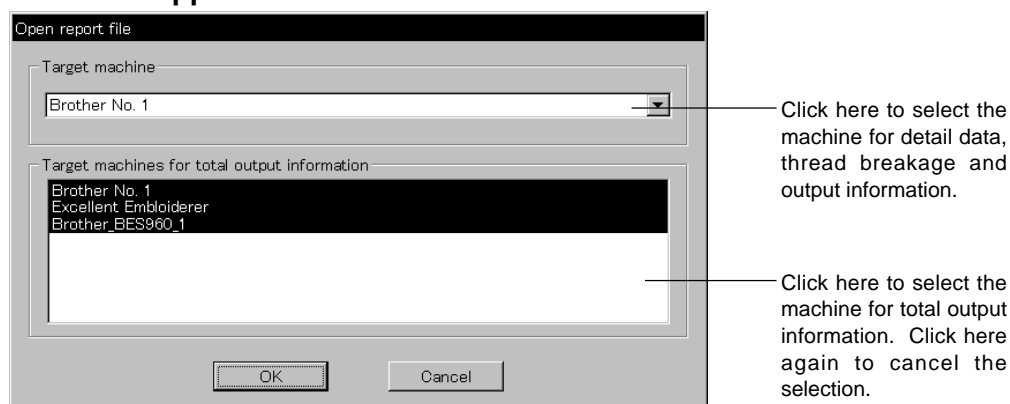 Open report file
Target machine
Brother No. 1
Target machines for total output information
Brother No. 1
Excellent Embloiderer
Brother_BES960_1
OK Cancel
Click here to select the
machine for detail data,
thread breakage and
output information.
Click here to select the
machine for total output
information. Click here
again to cancel the
selection.